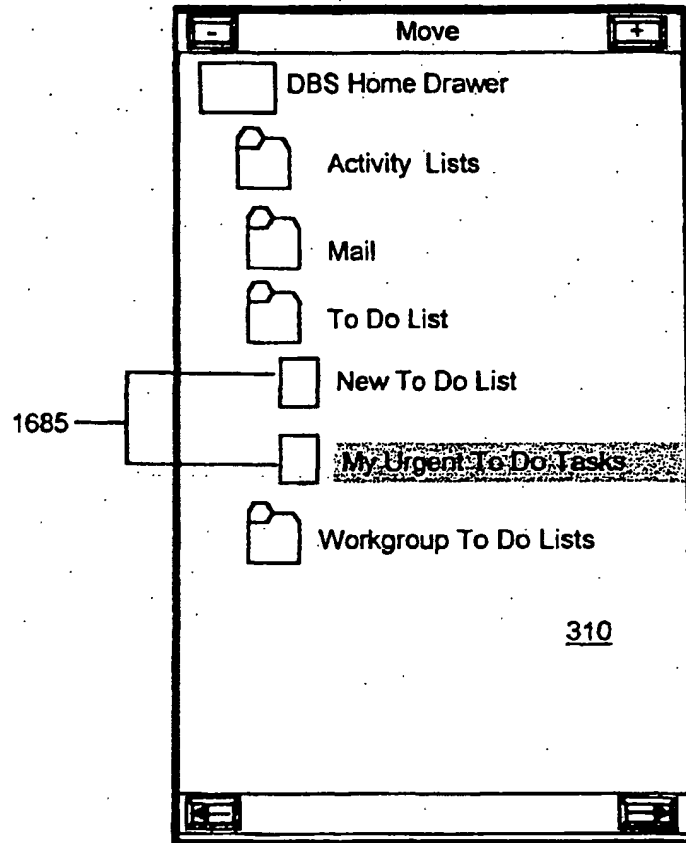 - Move +
DBS Home Drawer
Activity Lists
Mail
To Do List
New To Do List
1685
My Urgent To Do Tasks
Workgroup To Do Lists
310